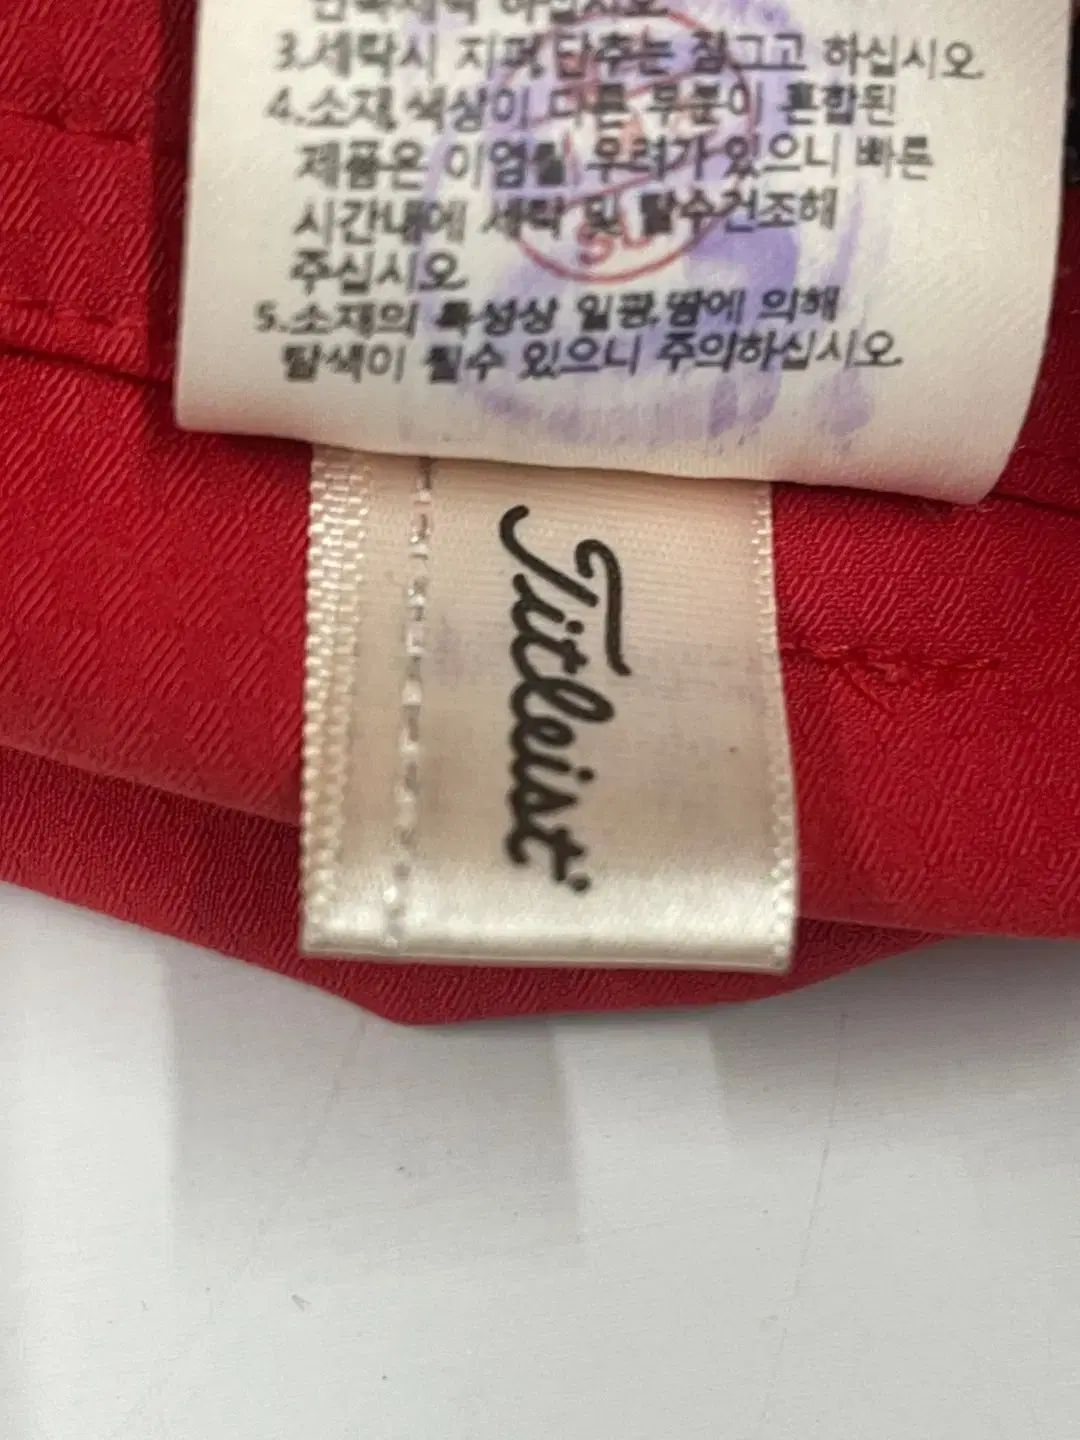 하십시오.
3.세탁시 지퍼,단추는 잠그고 하십시오.
4.소재,색상이 다른 부분이 혼합된
제품은 이염될 우려가 있으니 빠른
시간내에 세탁 및 탈수건조해
주십시오.
5.소재의 특성상 일광,땀에 의해
탈색이 될수 있으니 주의하십시오.
Titleist